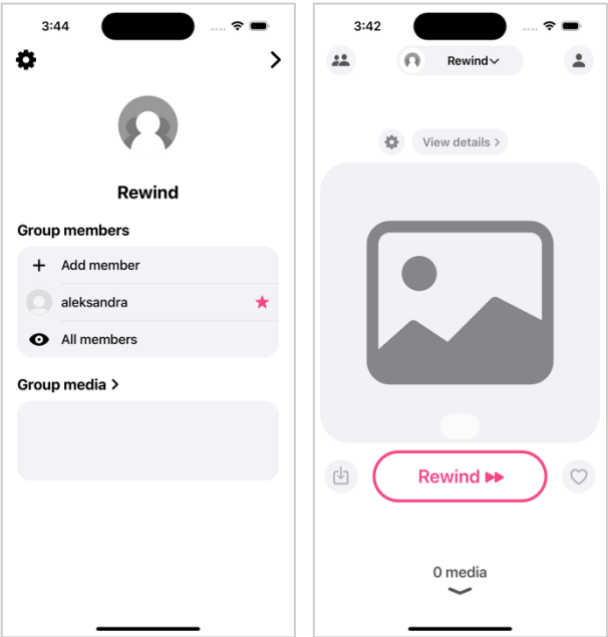 3:44
Rewind
Group members
Add member
aleksandra
All members
Group media >
3:42
Rewind
View details >
Rewind
0 media